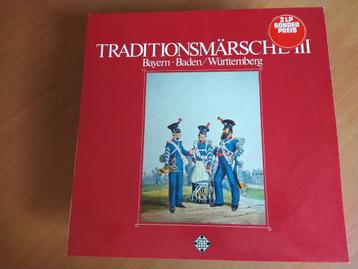 2 LP
SONDER
PREIS
TRADITIONSMÄRSCHE III
Bayern · Baden/Württemberg